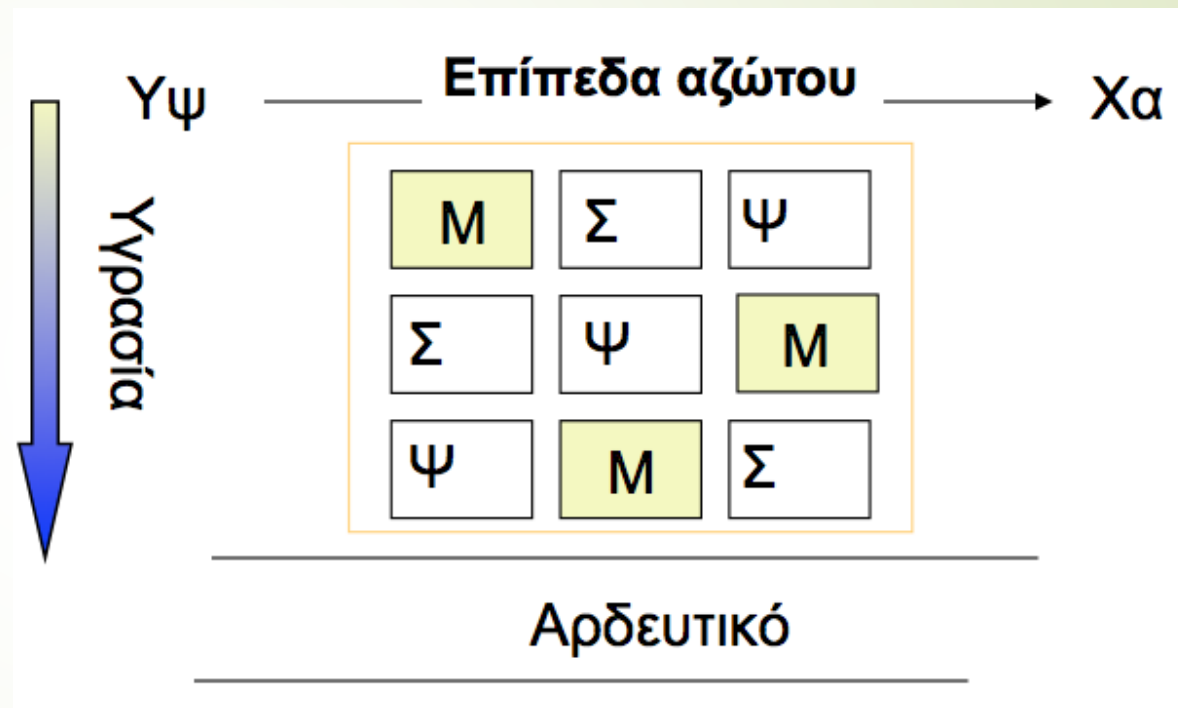 Υψ Επίπεδα αζώτου Χα
Υγρασία
Μ Σ Ψ
Σ Ψ Μ
Ψ Μ Σ
Αρδευτικό